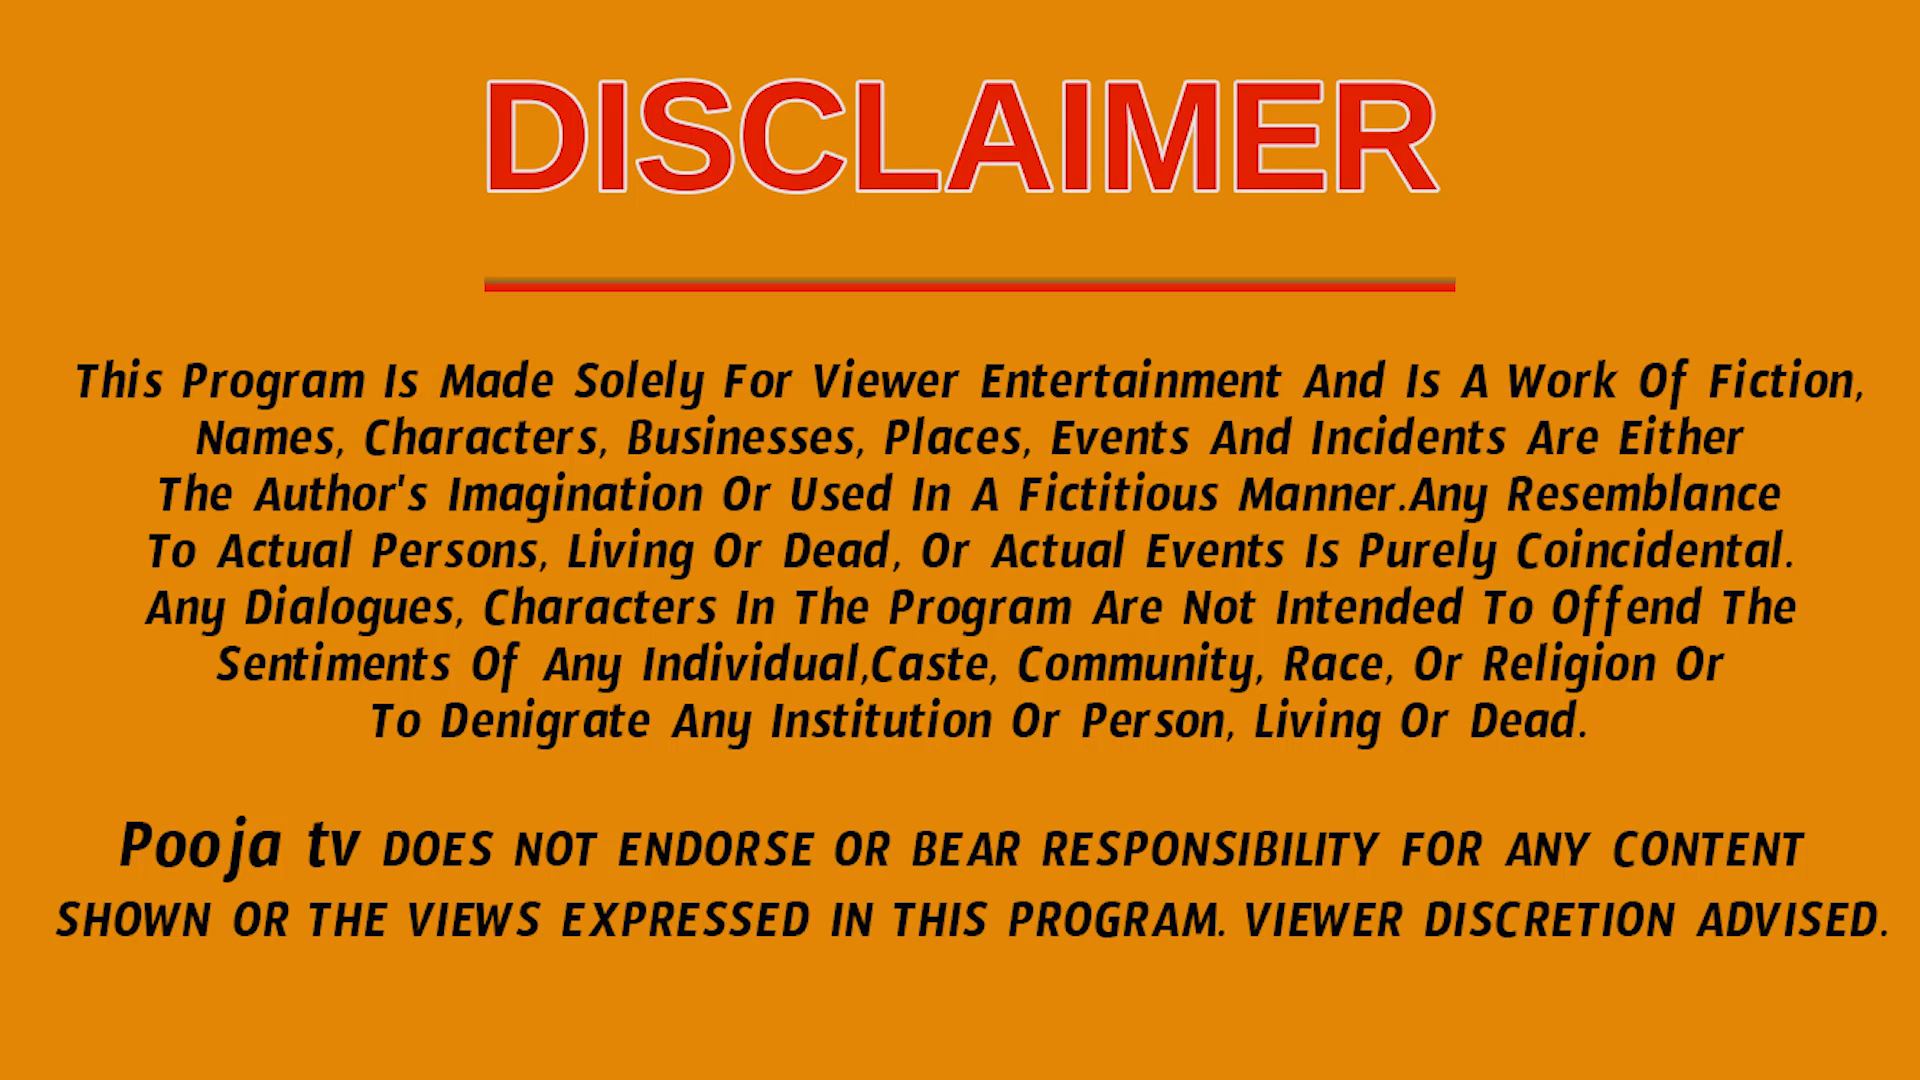 DISCLAIMER
This Program Is Made Solely For Viewer Entertainment And Is A Work Of Fiction,
Names, Characters, Businesses, Places, Events And Incidents Are Either
The Author's Imagination Or Used In A Fictitious Manner.Any Resemblance
To Actual Persons, Living Or Dead, Or Actual Events Is Purely Coincidental.
Any Dialogues, Characters In The Program Are Not Intended To Offend The
Sentiments Of Any Individual,Caste, Community, Race, Or Religion Or
To Denigrate Any Institution Or Person, Living Or Dead.
Pooja tv DOES NOT ENDORSE OR BEAR RESPONSIBILITY FOR ANY CONTENT
SHOWN OR THE VIEWS EXPRESSED IN THIS PROGRAM. VIEWER DISCRETION ADVISED.